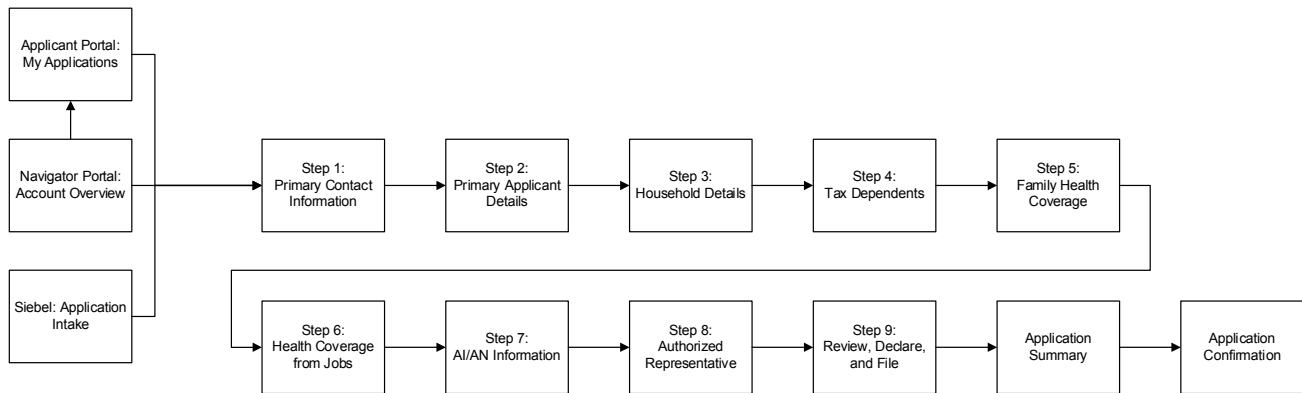 Applicant Portal:
My Applications
Navigator Portal:
Account Overview
Siebel: Application
Intake
Step 1:
Primary Contact
Information
Step 2:
Primary Applicant
Details
Step 3:
Household Details
Step 4:
Tax Dependents
Step 5:
Family Health
Coverage
Step 6:
Health Coverage
from Jobs
Step 7:
AI/AN Information
Step 8:
Authorized
Representative
Step 9:
Review, Declare,
and File
Application
Summary
Application
Confirmation